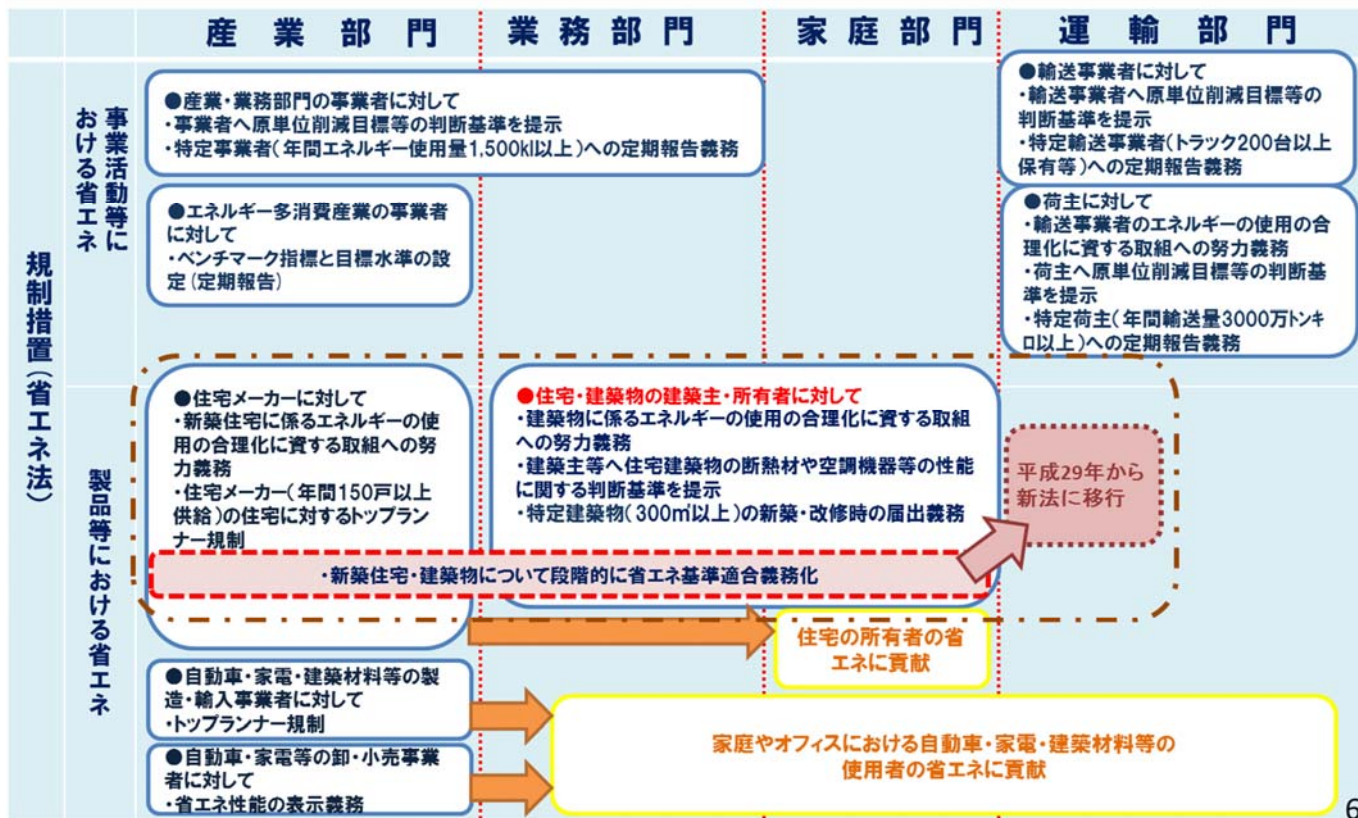 産業部門
業務部門
家庭部門
運輸部門
規制措置(省エネ法)
事業活動等に
おける省エネ
●産業・業務部門の事業者に対して
・事業者へ原単位削減目標等の判断基準を提示
・特定事業者(年間エネルギー使用量1,500kl以上)への定期報告義務
●エネルギー多消費産業の事業者
に対して
・ベンチマーク指標と目標水準の設
定(定期報告)
●輸送事業者に対して
・輸送事業者へ原単位削減目標等の
判断基準を提示
・特定輸送事業者(トラック200台以上
保有等)への定期報告義務
●荷主に対して
・輸送事業者のエネルギーの使用の合
理化に資する取組への努力義務
・荷主へ原単位削減目標等の判断基
準を提示
・特定荷主(年間輸送量3000万トンキ
ロ以上)への定期報告義務
製品等における省エネ
●住宅メーカーに対して
・新築住宅に係るエネルギーの使
用の合理化に資する取組への努
力義務
・住宅メーカー(年間150戸以上
供給)の住宅に対するトップラン
ナー規制
●住宅・建築物の建築主・所有者に対して
・建築物に係るエネルギーの使用の合理化に資する取組
への努力義務
・建築主等へ住宅建築物の断熱材や空調機器等の性能
に関する判断基準を提示
・特定建築物(300㎡以上)の新築・改修時の届出義務
・新築住宅・建築物について段階的に省エネ基準適合義務化
平成29年から
新法に移行
住宅の所有者の省
エネに貢献
●自動車・家電・建築材料等の製
造・輸入事業者に対して
・トップランナー規制
●自動車・家電等の卸・小売事業
者に対して
・省エネ性能の表示義務
家庭やオフィスにおける自動車・家電・建築材料等の
使用者の省エネに貢献
6